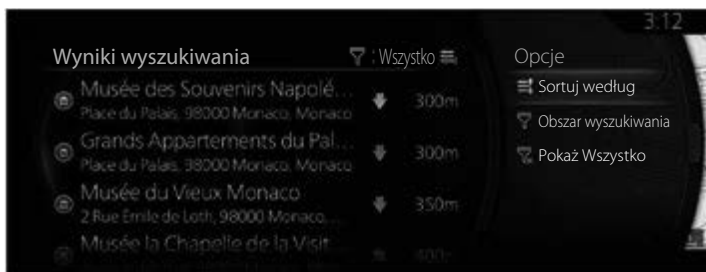 3:12
Wyniki wyszukiwania : Wszystko
Musée des Souvenirs Napolé...
Place du Palais, 98000 Monaco, Monaco
300m
Grands Appartements du Pal...
Place du Palais, 98000 Monaco, Monaco
300m
Musée du Vieux Monaco
2 Rue Emile de Loth, 98000 Monaco...
350m
Musée la Chapelle de la Visit
400m
Opcje
Sortuj według
Obszar wyszukiwania
Pokaż Wszystko